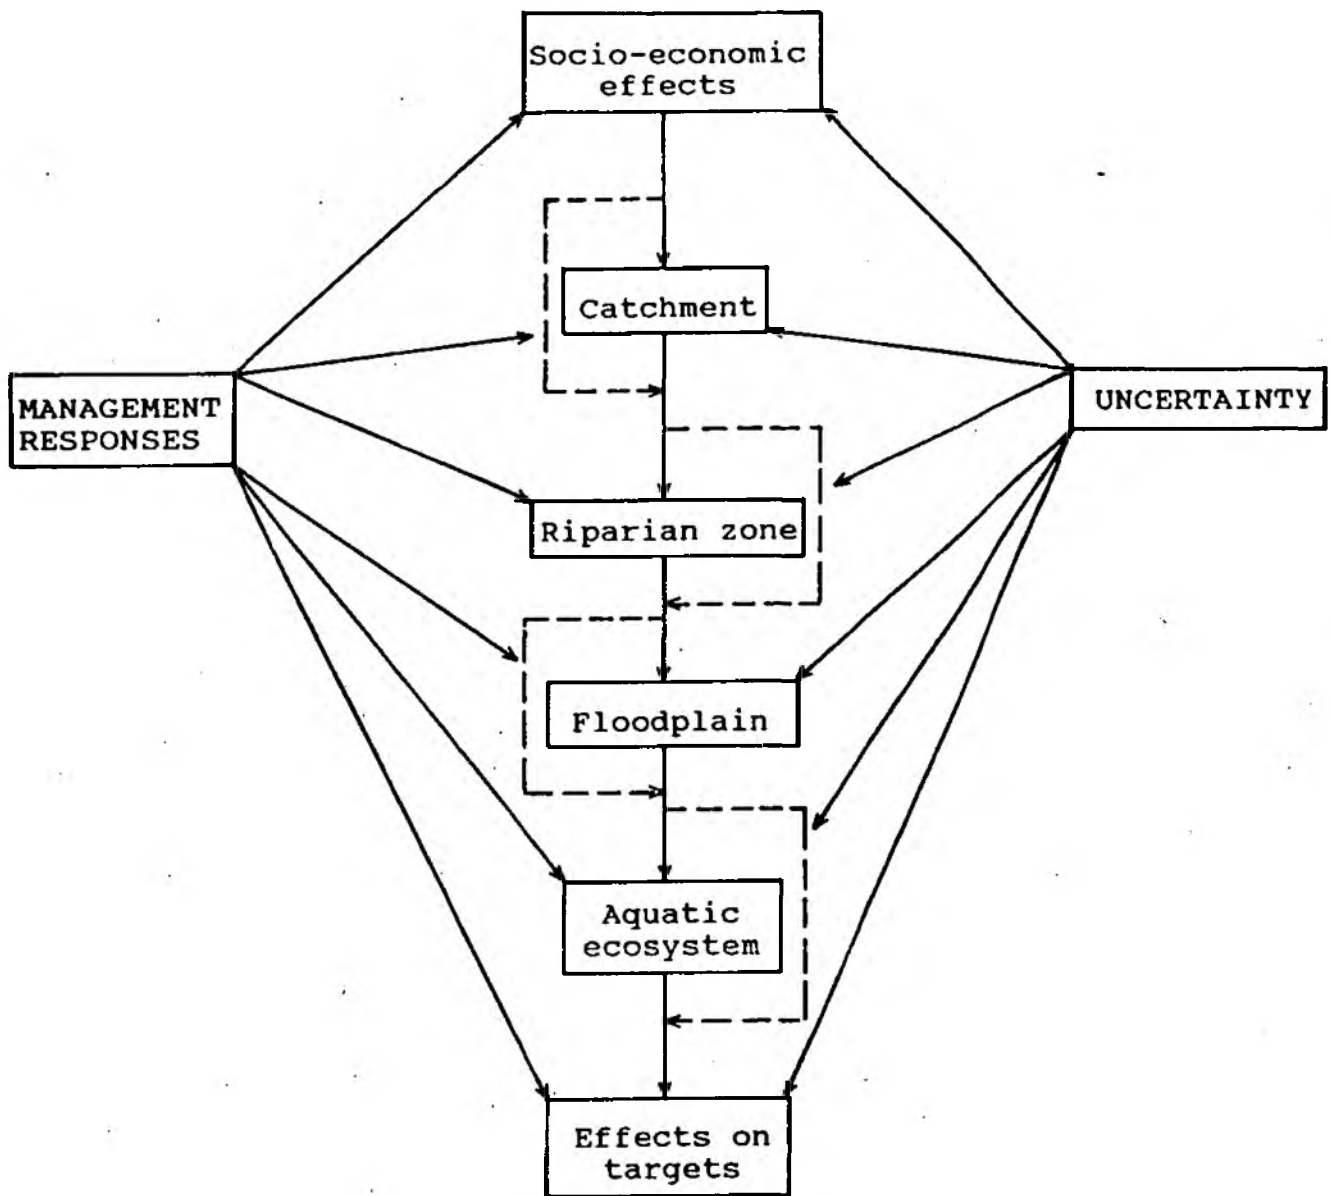 Socio-economic
effects
Catchment
MANAGEMENT
RESPONSES
UNCERTAINTY
Riparian zone
Floodplain
Aquatic
ecosystem
Effects on
targets